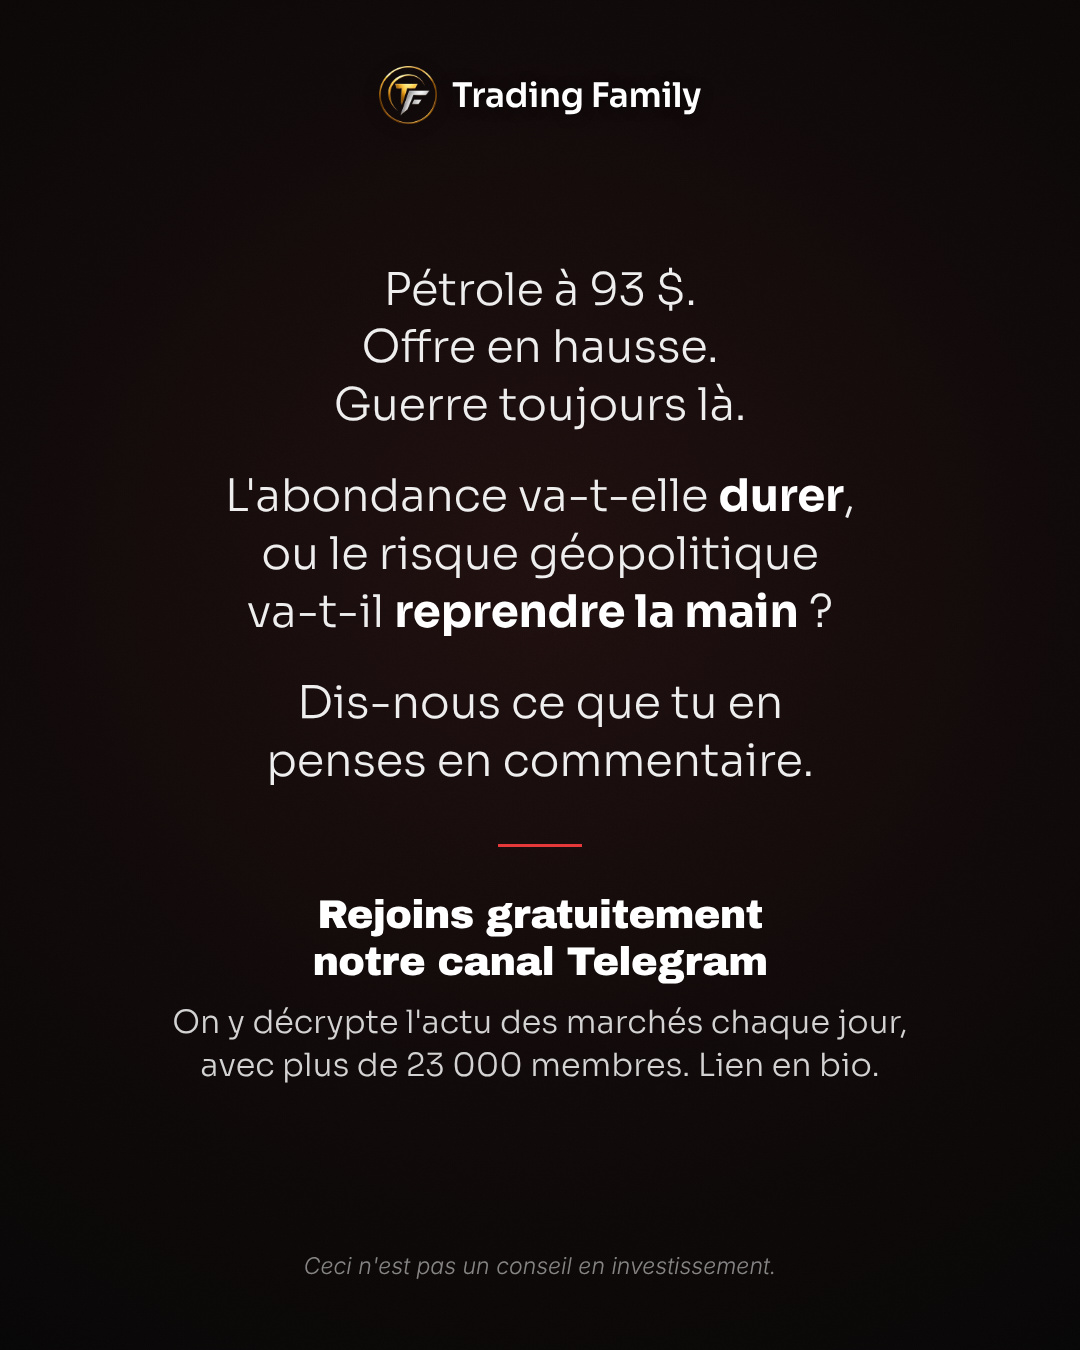 TF Trading Family
Pétrole à 93 $.
Offre en hausse.
Guerre toujours là.
L'abondance va-t-elle durer,
ou le risque géopolitique
va-t-il reprendre la main ?
Dis-nous ce que tu en
penses en commentaire.
Rejoins gratuitement
notre canal Telegram
On y décrypte l'actu des marchés chaque jour,
avec plus de 23 000 membres. Lien en bio.
Ceci n'est pas un conseil en investissement.